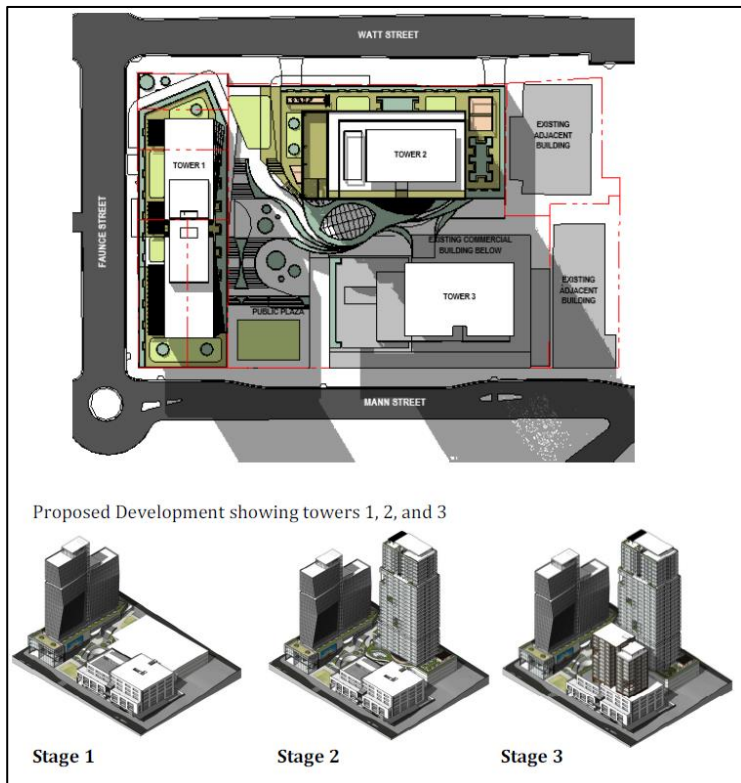 WATT STREET
EXISTING
ADJACENT
BUILDING
TOWER 1
TOWER 2
FAUNCE STREET
EXISTING COMMERCIAL
BUILDING BELOW
TOWER 3
EXISTING
ADJACENT
BUILDING
PUBLIC PLAZA
MANN STREET
Proposed Development showing towers 1, 2, and 3
Stage 1
Stage 2
Stage 3